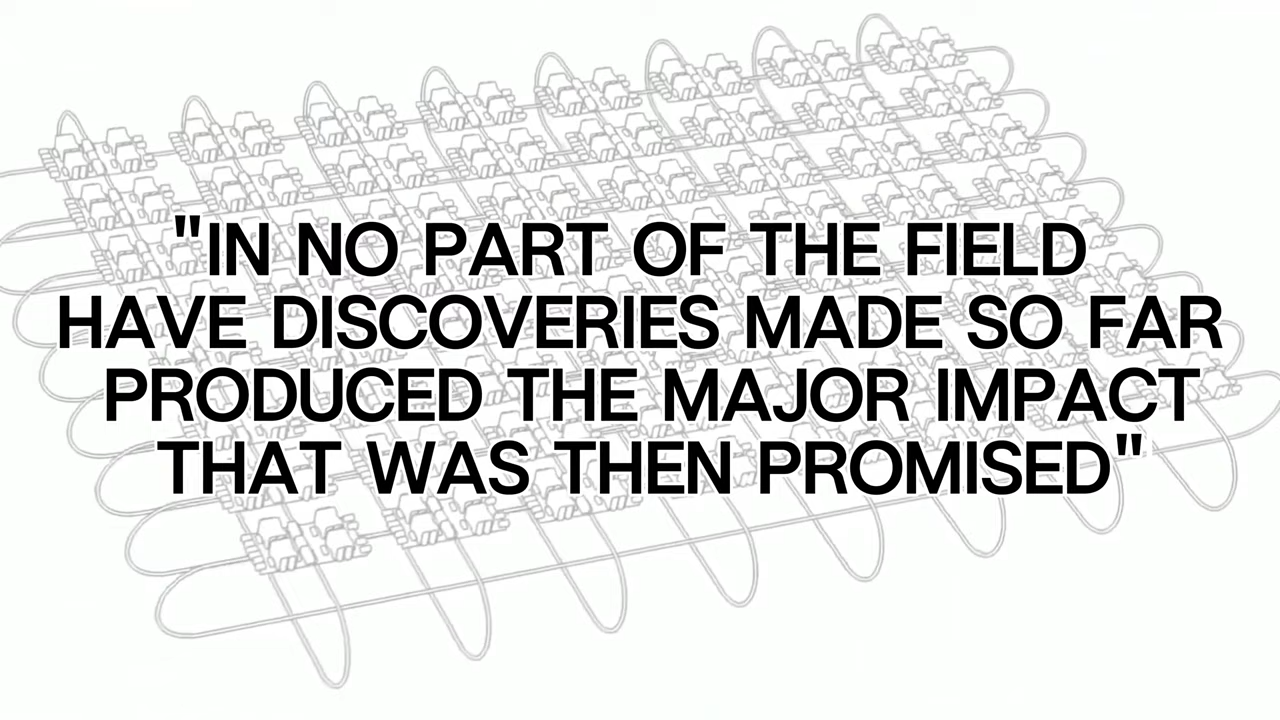 "IN NO PART OF THE FIELD
HAVE DISCOVERIES MADE SO FAR
PRODUCED THE MAJOR IMPACT
THAT WAS THEN PROMISED"